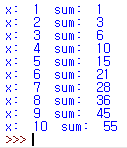 x:  1  sum:  1
x:  2  sum:  3
x:  3  sum:  6
x:  4  sum:  10
x:  5  sum:  15
x:  6  sum:  21
x:  7  sum:  28
x:  8  sum:  36
x:  9  sum:  45
x:  10  sum:  55
>>>